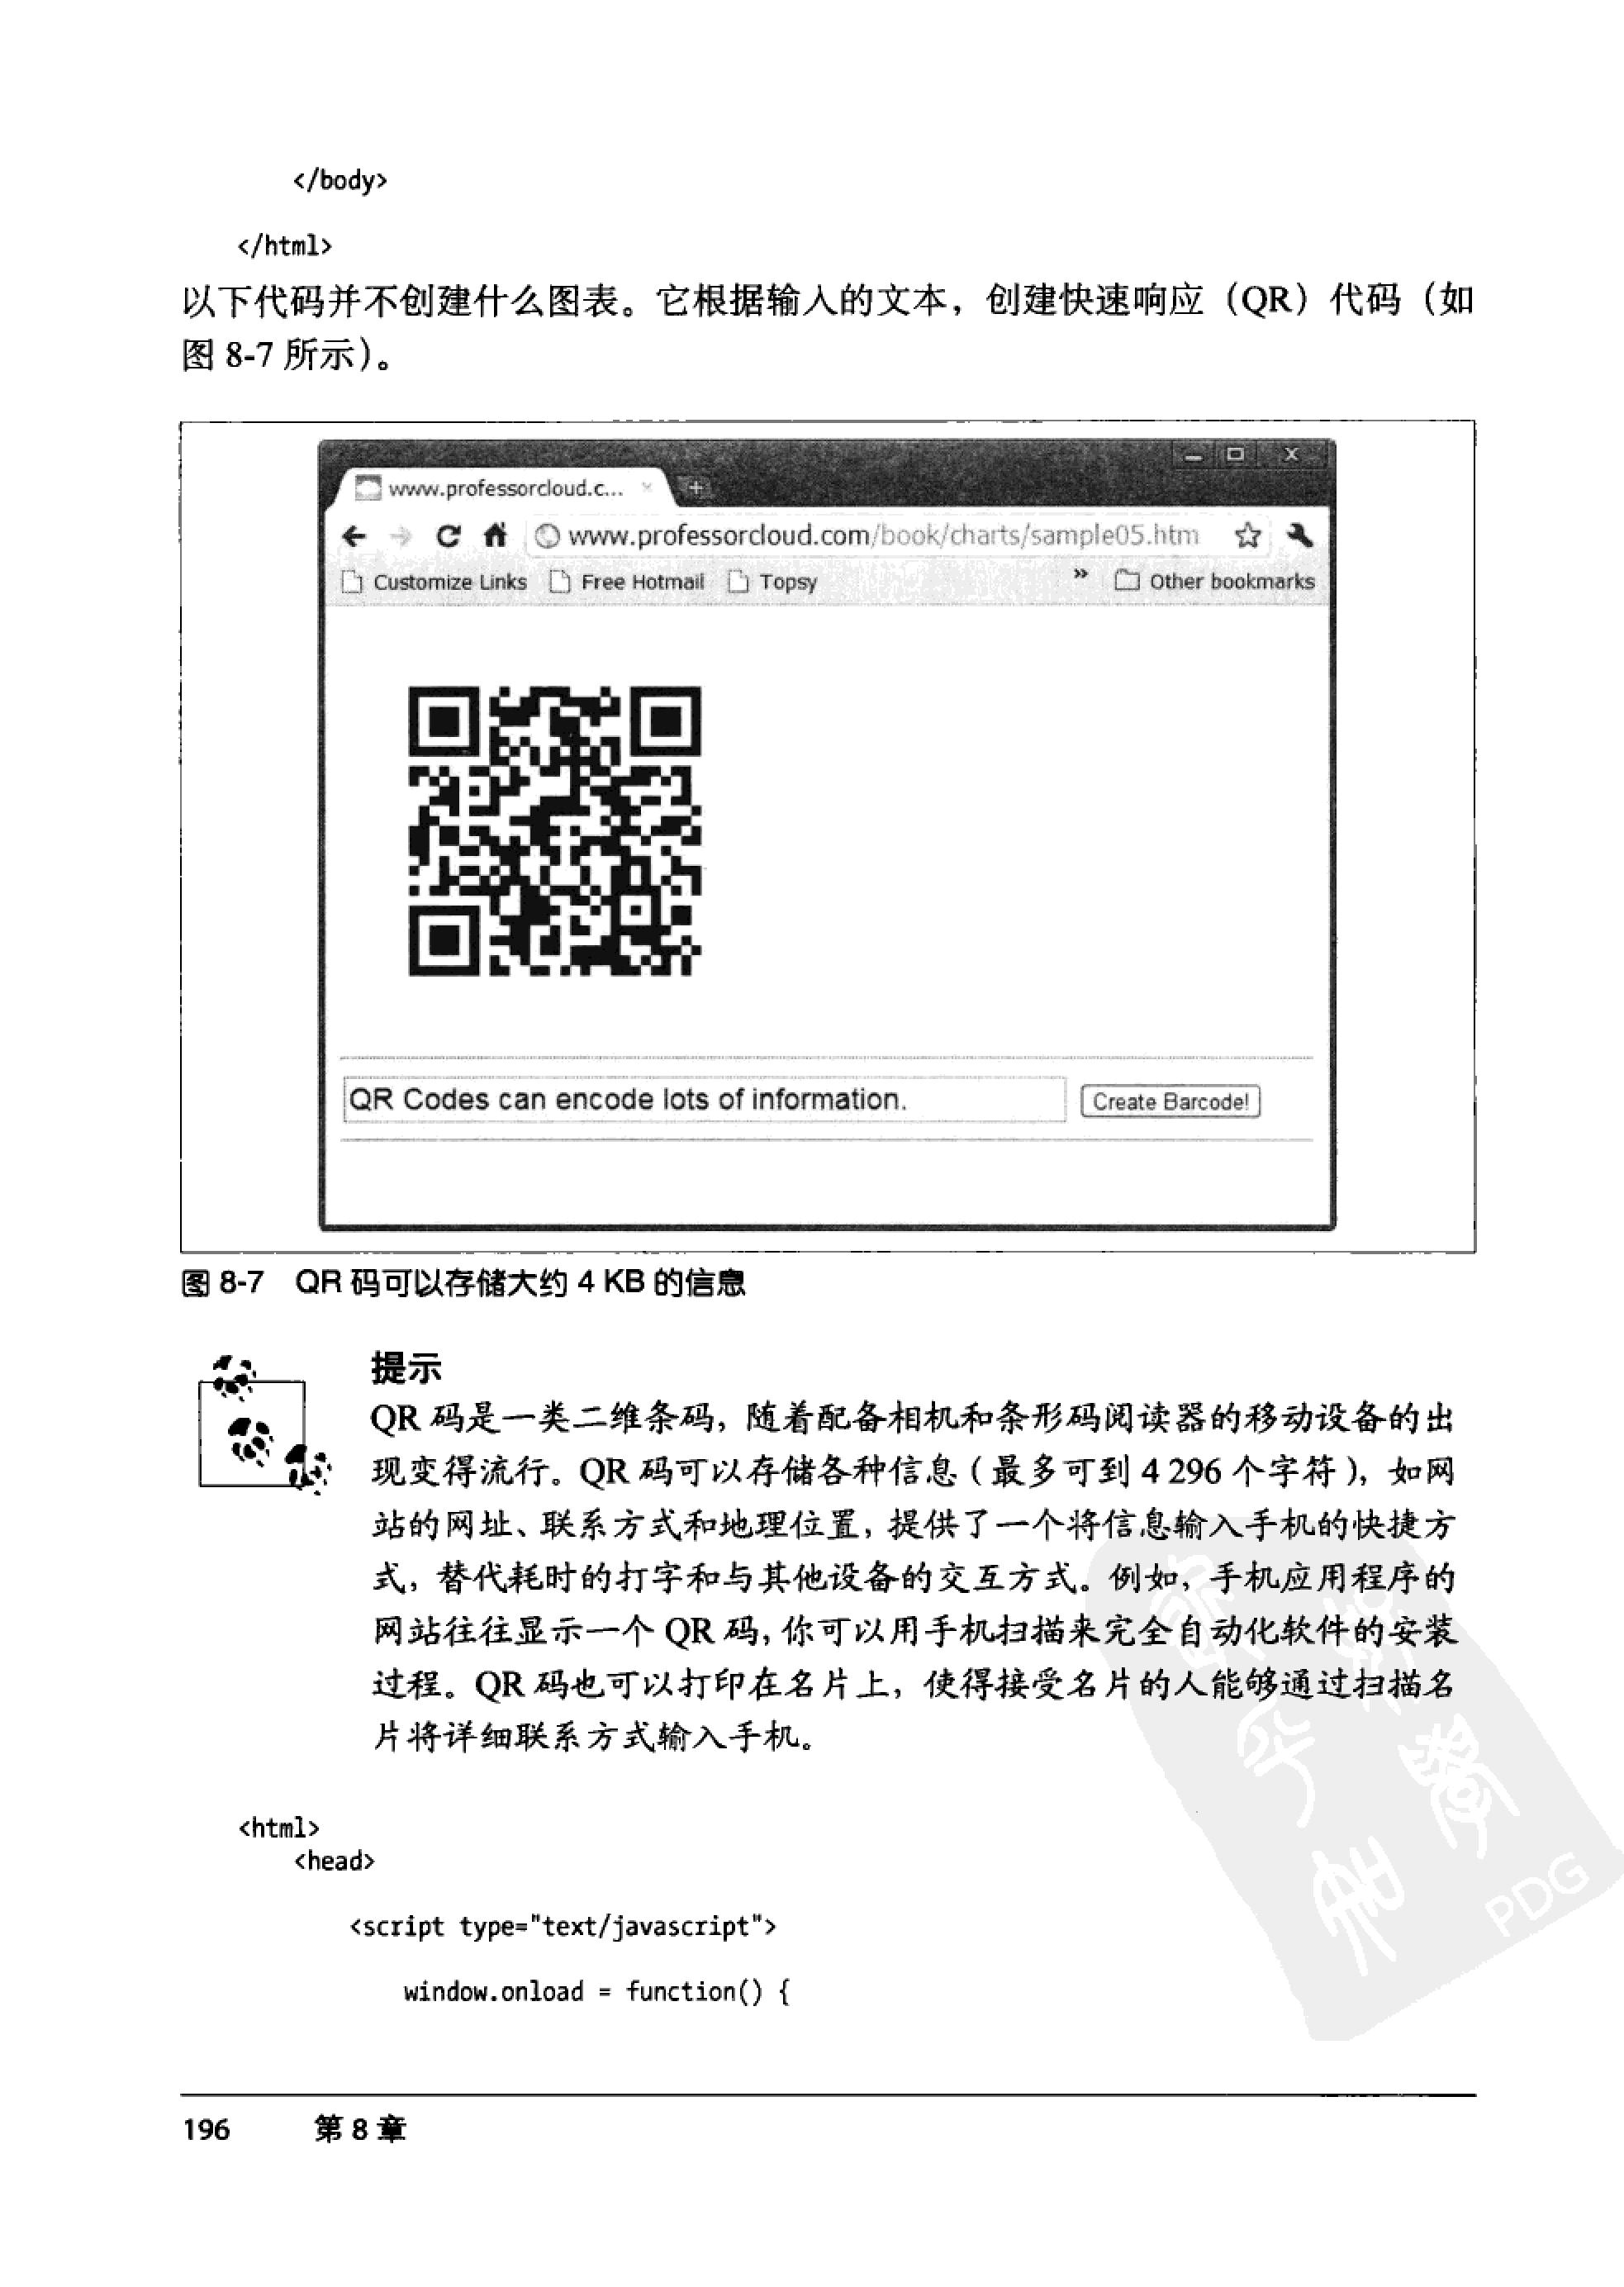 </body>
</html>
以下代码并不创建什么图表。它根据输入的文本，创建快速响应（QR）代码（如
图 8-7 所示）。
www.professorcloud.c...
www.professorcloud.com/book/charts/sample05.htm
Customize Links Free Hotmail Topsy » Other bookmarks
QR Codes can encode lots of information. Create Barcode!
图 8-7 QR 码可以存储大约 4 KB 的信息
提示
QR 码是一类二维条码，随着配备相机和条形码阅读器的移动设备的出
现变得流行。QR 码可以存储各种信息（最多可到 4 296 个字符），如网
站的网址、联系方式和地理位置，提供了一个将信息输入手机的快捷方
式，替代耗时的打字和与其他设备的交互方式。例如，手机应用程序的
网站往往显示一个 QR 码，你可以用手机扫描来完全自动化软件的安装
过程。QR 码也可以打印在名片上，使得接受名片的人能够通过扫描名
片将详细联系方式输入手机。
<html>
<head>
<script type="text/javascript">
window.onload = function() {
PDG
196 第 8 章